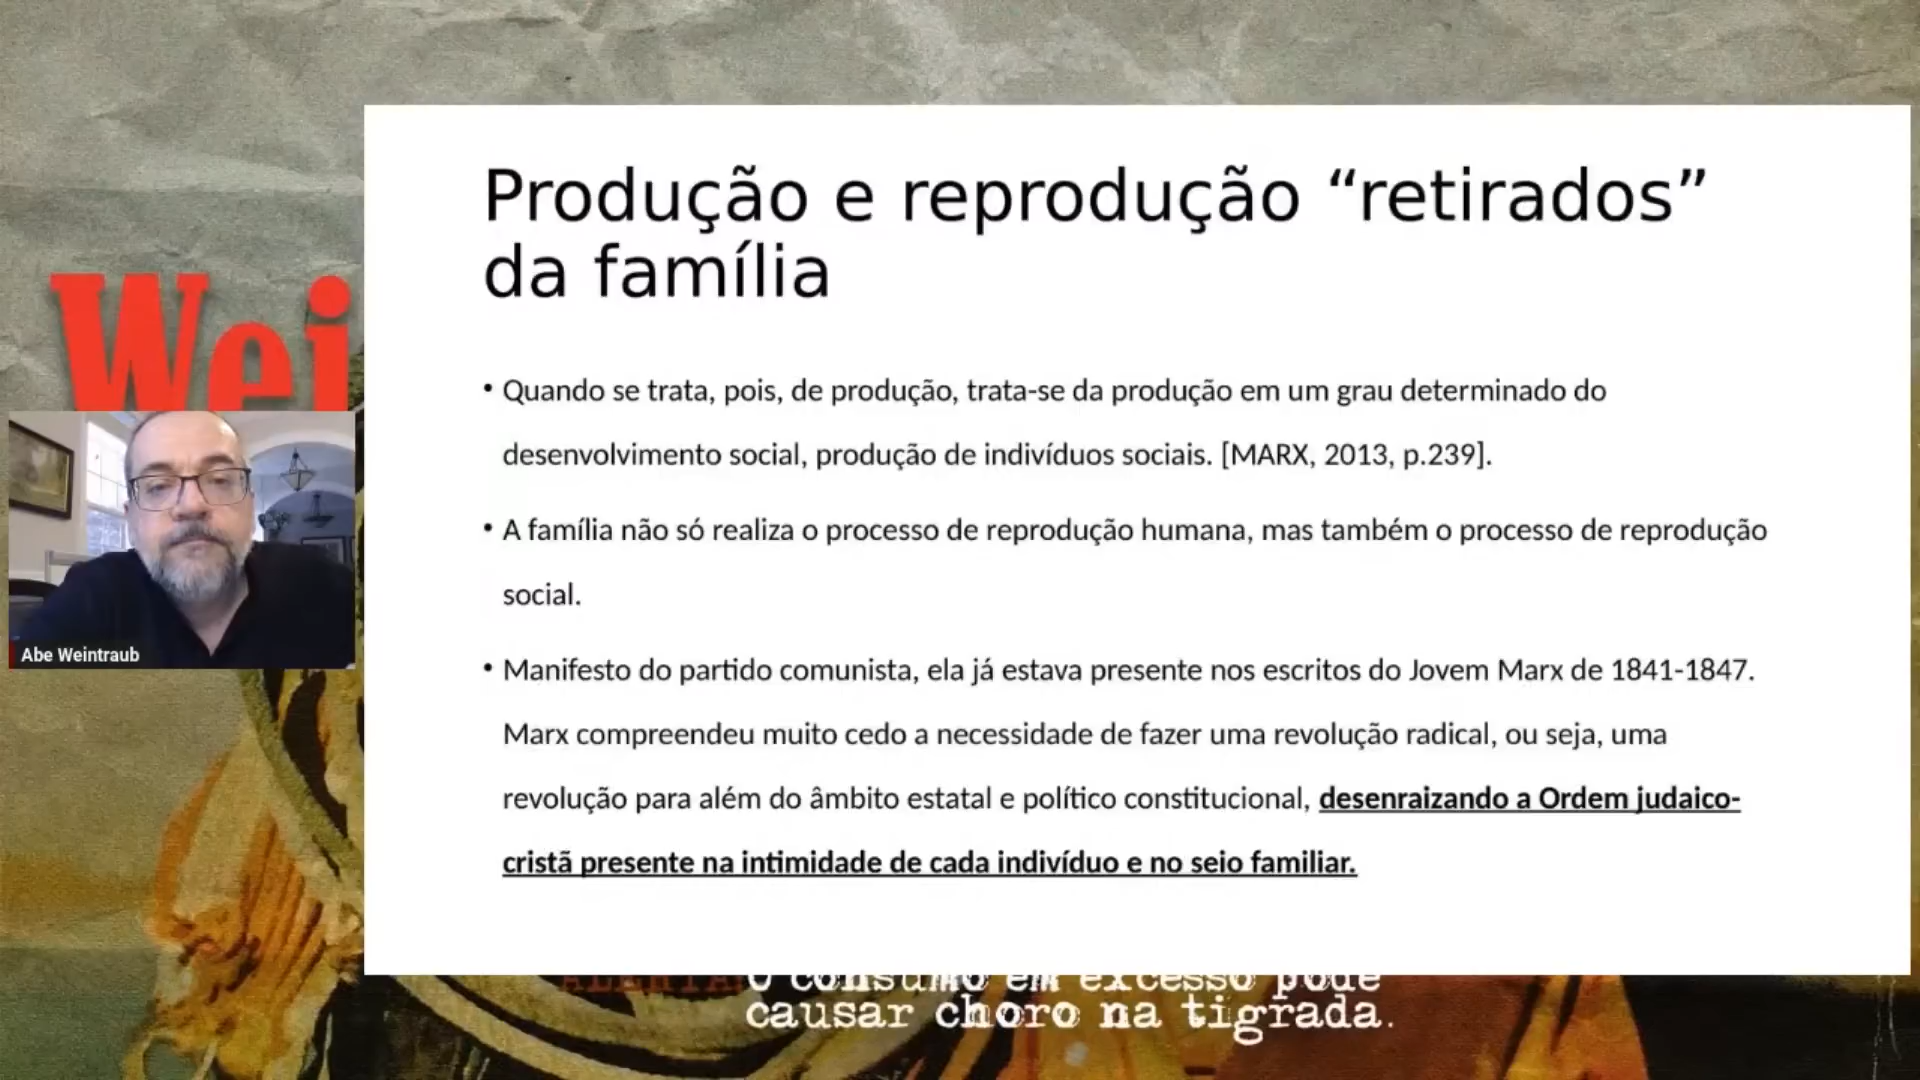 Produção e reprodução “retirados”
da família
• Quando se trata, pois, de produção, trata-se da produção em um grau determinado do
desenvolvimento social, produção de indivíduos sociais. [MARX, 2013, p.239].
• A família não só realiza o processo de reprodução humana, mas também o processo de reprodução
social.
• Manifesto do partido comunista, ela já estava presente nos escritos do Jovem Marx de 1841-1847.
Marx compreendeu muito cedo a necessidade de fazer uma revolução radical, ou seja, uma
revolução para além do âmbito estatal e político constitucional, desenraizando a Ordem judaico-
cristã presente na intimidade de cada indivíduo e no seio familiar.
Wei
Abe Weintraub
ALERTA O consumo em excesso pode
causar choro na tigrada.